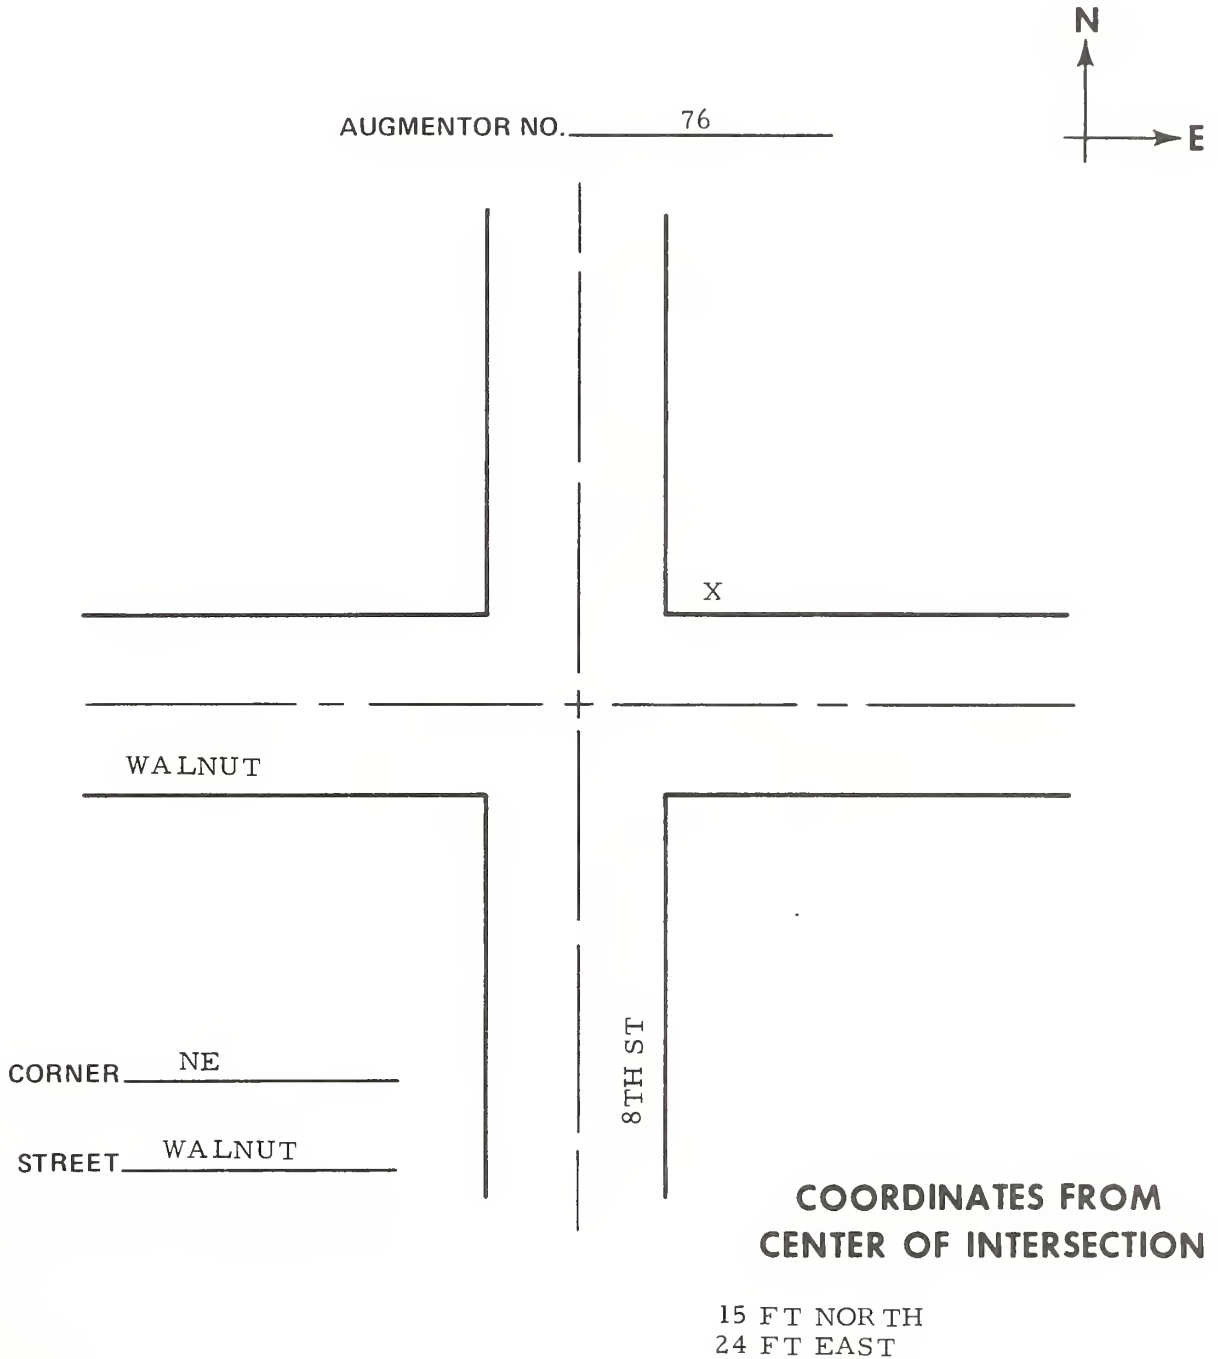 N
E
AUGMENTOR NO. 76
X
WALNUT
8TH ST
CORNER NE
STREET WALNUT
COORDINATES FROM
CENTER OF INTERSECTION
15 FT NORTH
24 FT EAST